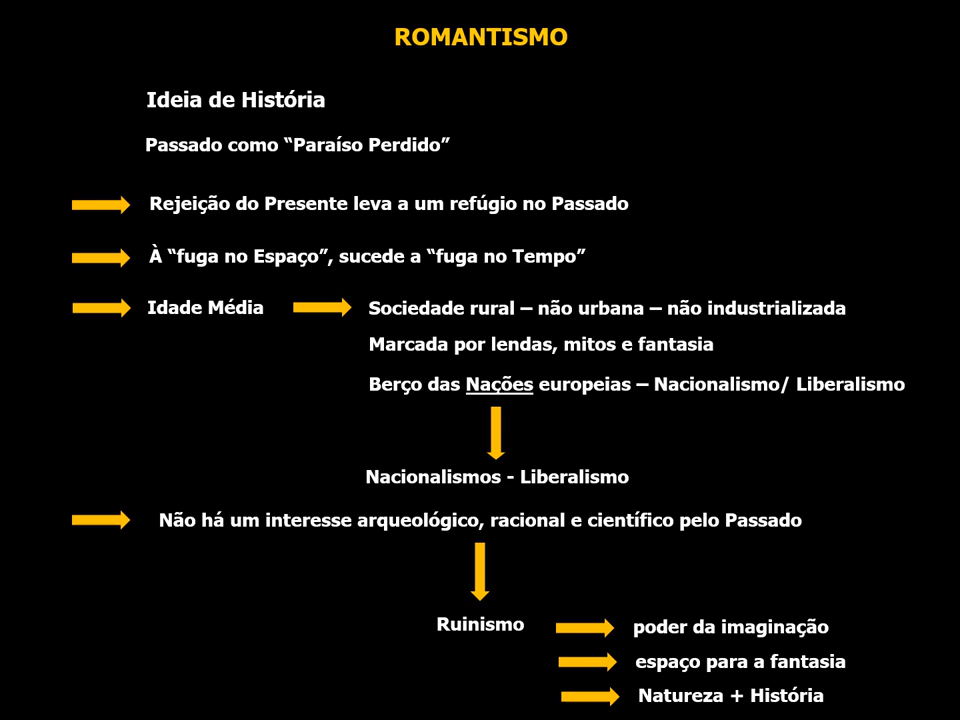 ROMANTISMO
Ideia de História
Passado como “Paraíso Perdido”
Rejeição do Presente leva a um refúgio no Passado
À “fuga no Espaço”, sucede a “fuga no Tempo”
Idade Média
Sociedade rural – não urbana – não industrializada
Marcada por lendas, mitos e fantasia
Berço das Nações europeias – Nacionalismo/ Liberalismo
Nacionalismos - Liberalismo
Não há um interesse arqueológico, racional e científico pelo Passado
Ruinismo
poder da imaginação
espaço para a fantasia
Natureza + História